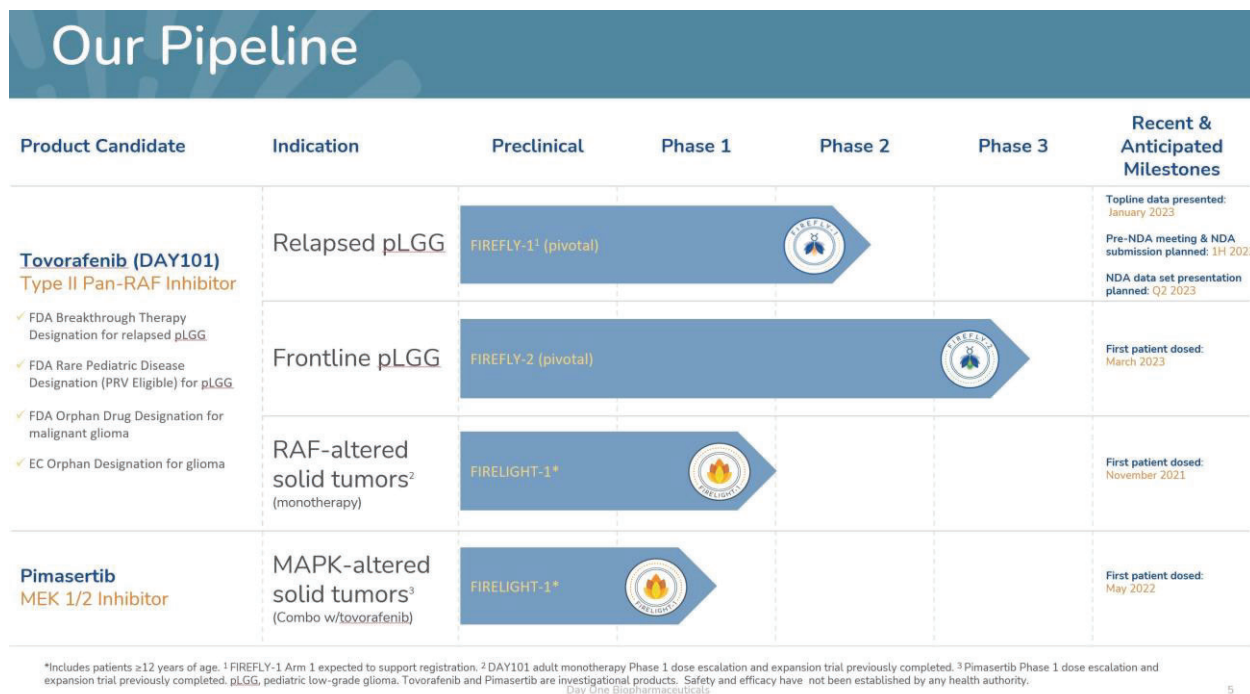 Our Pipeline
Product Candidate
Indication
Preclinical
Phase 1
Phase 2
Phase 3
Recent &
Anticipated
Milestones
Tovorafenib (DAY101)
Type II Pan-RAF Inhibitor
✓ FDA Breakthrough Therapy
Designation for relapsed pLGG
✓ FDA Rare Pediatric Disease
Designation (PRV Eligible) for pLGG
✓ FDA Orphan Drug Designation for
malignant glioma
✓ EC Orphan Designation for glioma
Relapsed pLGG
FIREFLY-1¹ (pivotal)
FIREFLY-1
Topline data presented:
January 2023
Pre-NDA meeting & NDA
submission planned: 1H 202
NDA data set presentation
planned: Q2 2023
Frontline pLGG
FIREFLY-2 (pivotal)
FIREFLY-2
First patient dosed:
March 2023
RAF-altered
solid tumors²
(monotherapy)
FIRELIGHT-1*
FIRELIGHT-1
First patient dosed:
November 2021
Pimasertib
MEK 1/2 Inhibitor
MAPK-altered
solid tumors³
(Combo w/tovorafenib)
FIRELIGHT-1*
FIRELIGHT-1
First patient dosed:
May 2022
*Includes patients ≥12 years of age. ¹ FIREFLY-1 Arm 1 expected to support registration. ² DAY101 adult monotherapy Phase 1 dose escalation and expansion trial previously completed. ³ Pimasertib Phase 1 dose escalation and
expansion trial previously completed. pLGG, pediatric low-grade glioma. Tovorafenib and Pimasertib are investigational products. Safety and efficacy have not been established by any health authority.
Day One Biopharmaceuticals
5